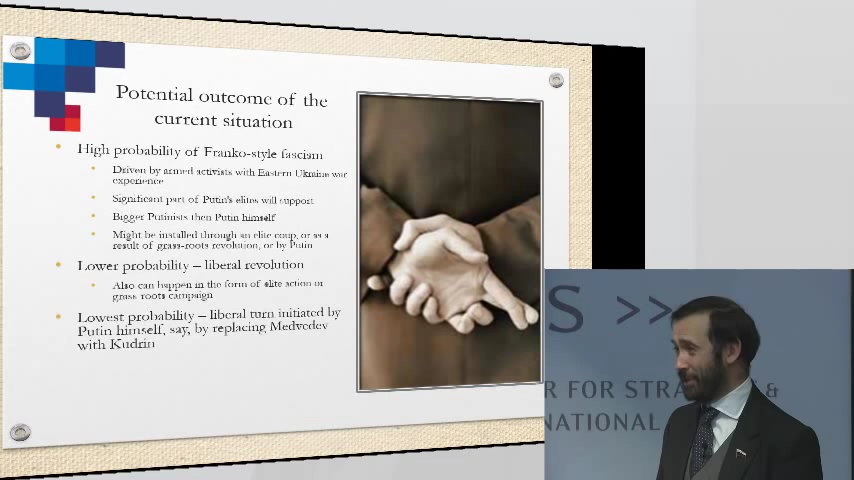 Potential outcome of the
current situation
High probability of Franko-style fascism
Driven by armed activists with Eastern Ukraine war
experience
Significant part of Putin's elites will support
Bigger Putinists then Putin himself
Might be installed through an elite coup, or as a
result of grass-roots revolution, or by Putin
Lower probability – liberal revolution
Also can happen in the form of elite action or
grass roots campaign
Lowest probability – liberal turn initiated by
Putin himself, say, by replacing Medvedev
with Kudrin
S >>
R FOR STRA &
NATIONAL